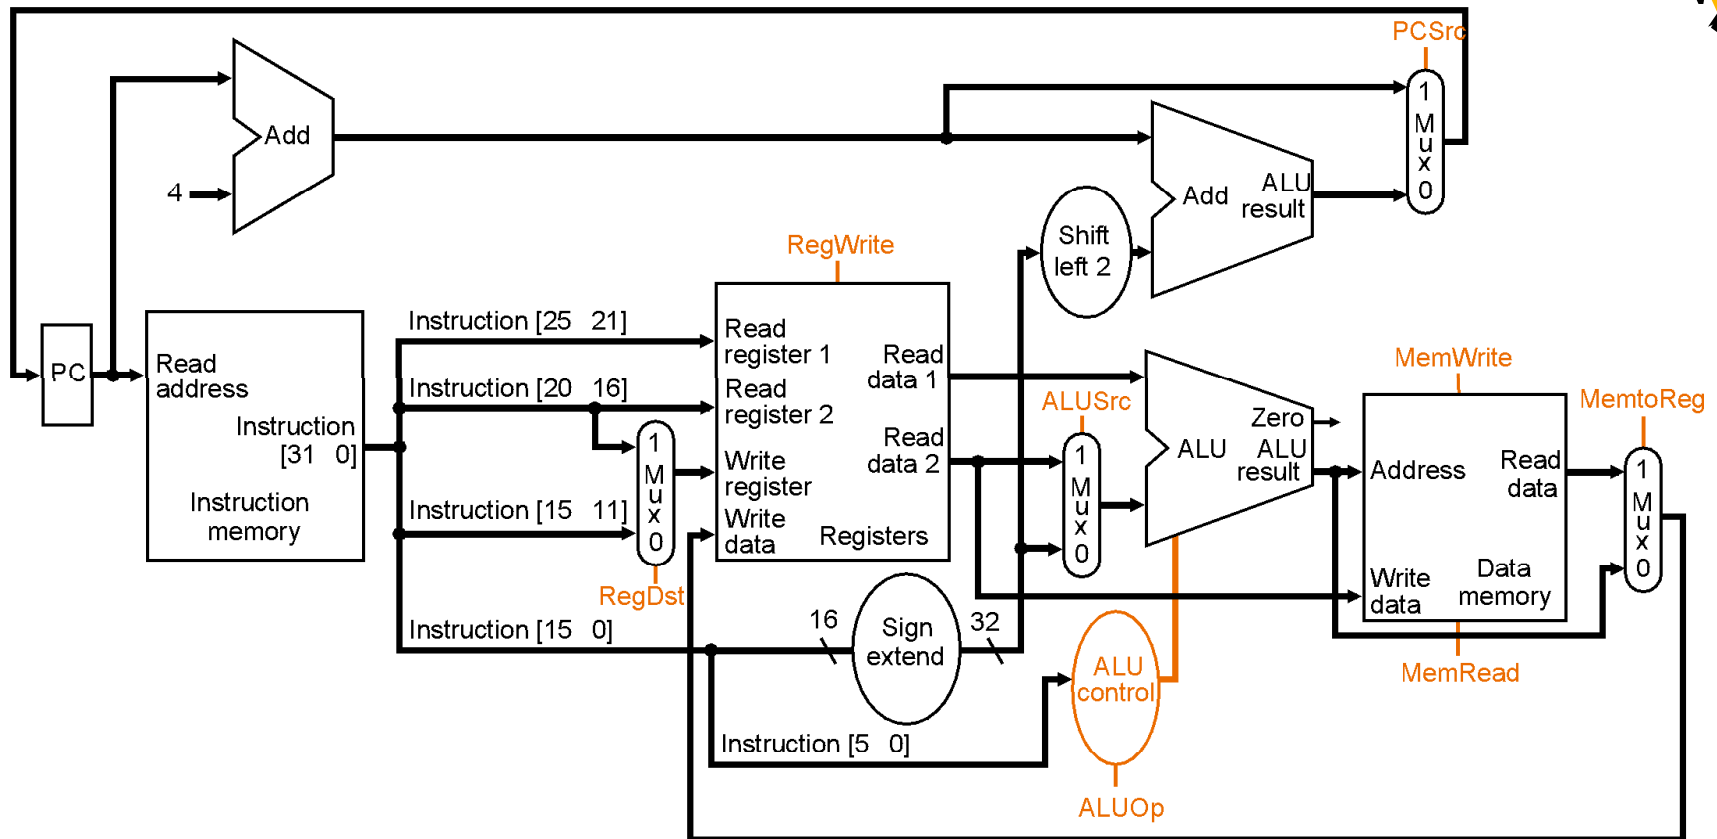 PCSrc
1
M
u
x
0
Add
4
Add
ALU
result
Shift
left 2
RegWrite
PC
Read
address
Instruction
[31 0]
Instruction
memory
Instruction [25 21]
Instruction [20 16]
Instruction [15 11]
Instruction [15 0]
1
M
u
x
0
RegDst
Read
register 1
Read
register 2
Write
register
Write
data
Read
data 1
Read
data 2
Registers
16
Sign
extend
32
Instruction [5 0]
ALUSrc
1
M
u
x
0
ALU
Zero
ALU
result
ALU
control
ALUOp
MemWrite
Address
Read
data
Write
data
Data
memory
MemRead
MemtoReg
1
M
u
x
0